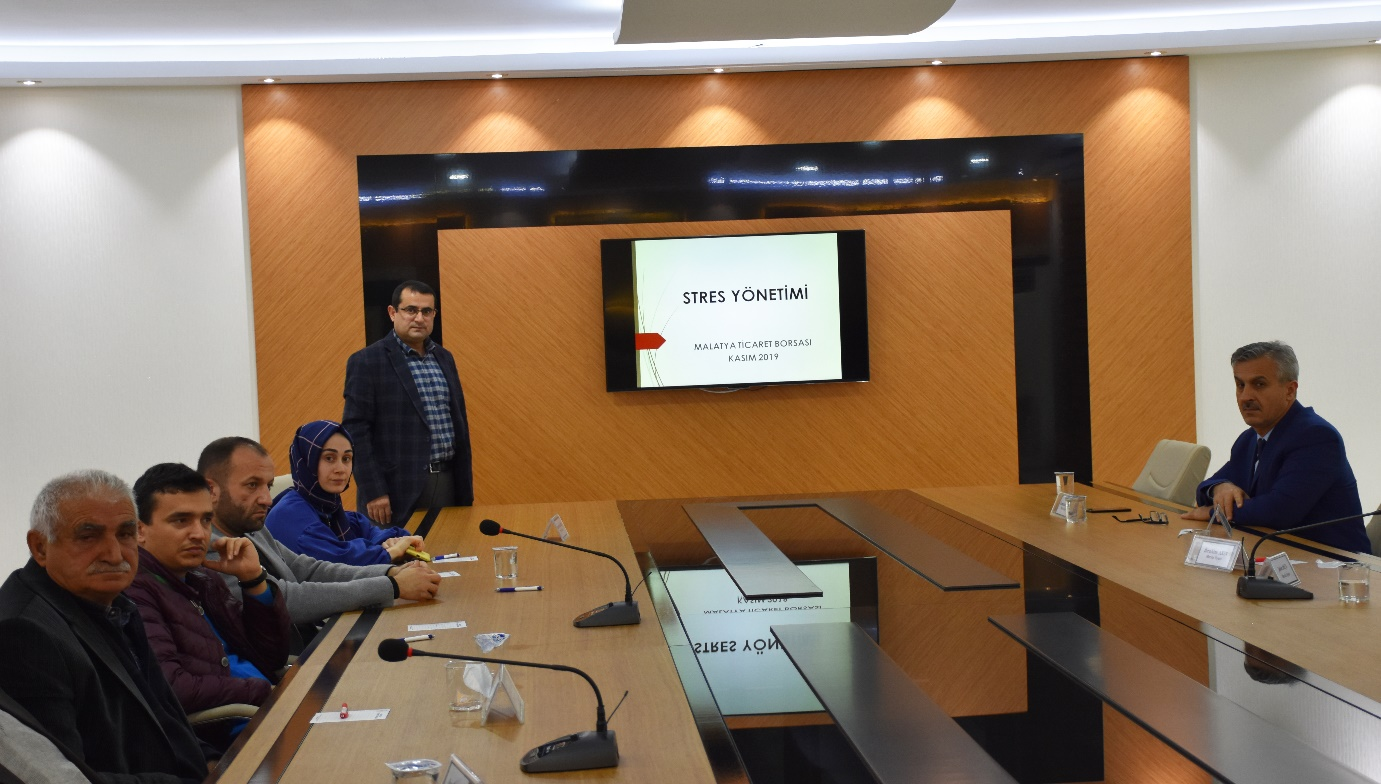 STRES YÖNETİMİ
MALATYA TICARET BORSASI
KASIM 2019